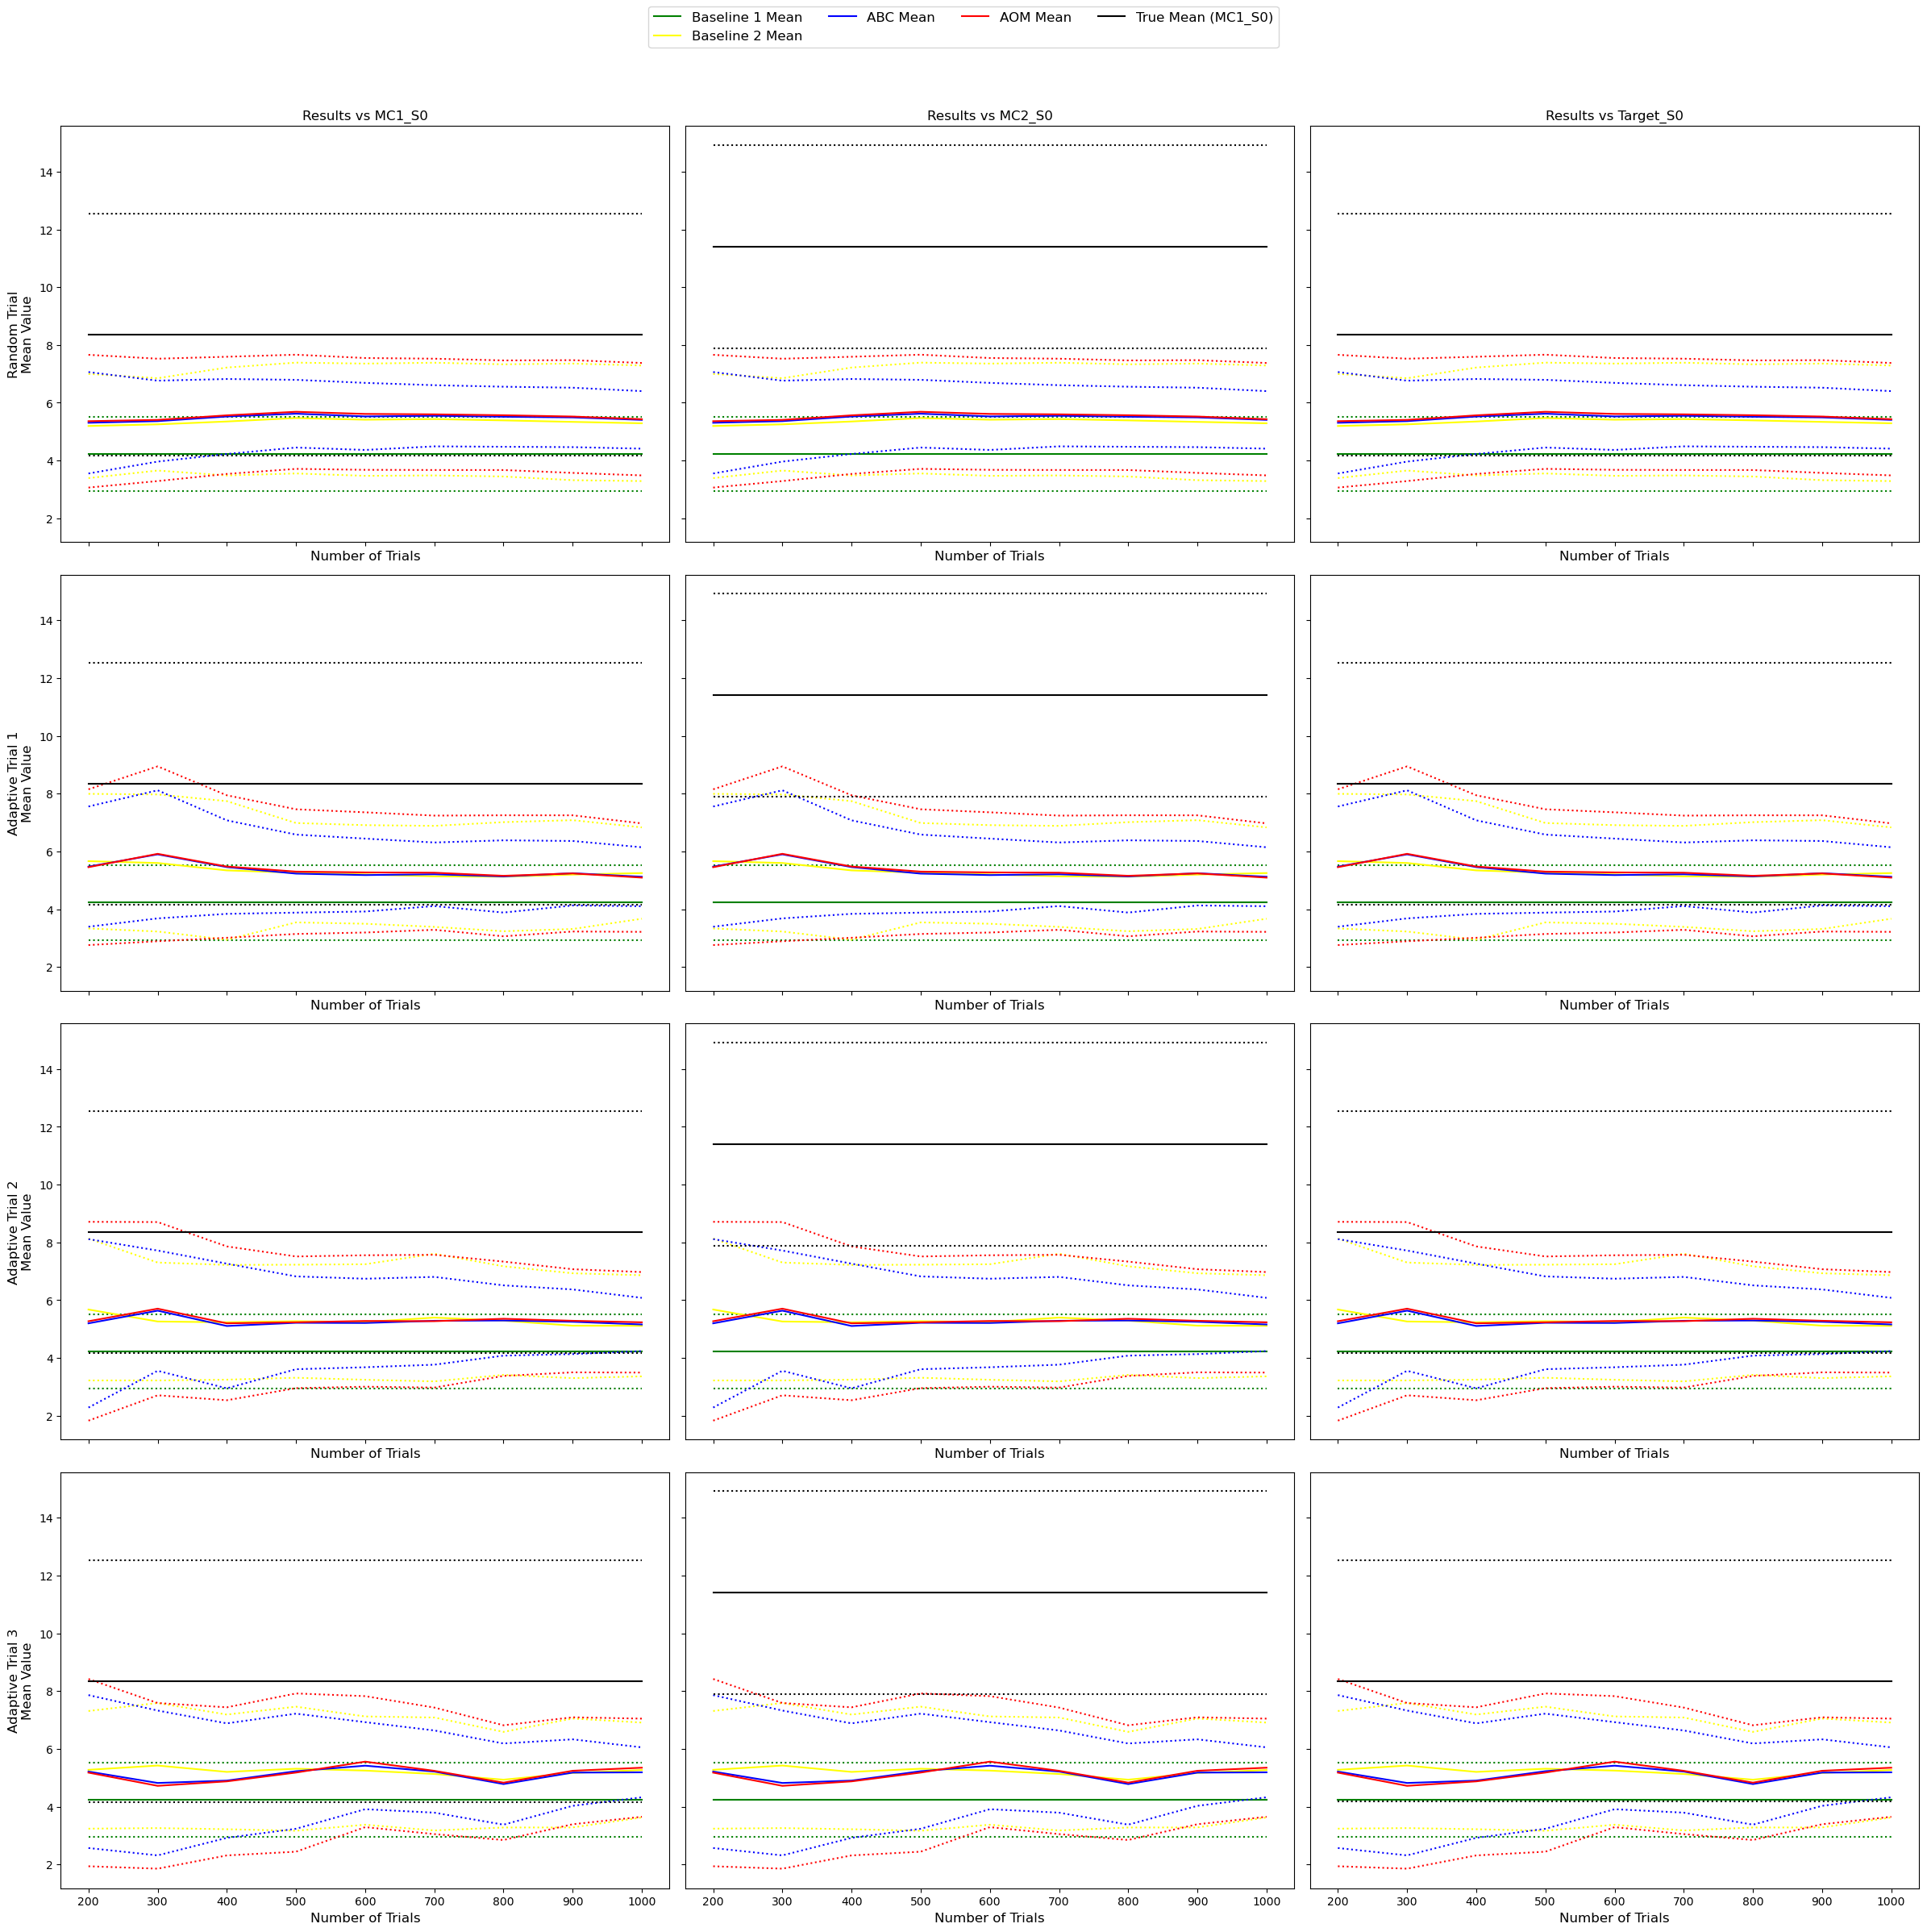 Baseline 1 Mean
Baseline 2 Mean
ABC Mean
AOM Mean
True Mean (MC1_S0)
Results vs MC1_S0
Results vs MC2_S0
Results vs Target_S0
Random Trial
Mean Value
14
12
10
8
6
4
2
Number of Trials
Number of Trials
Number of Trials
Adaptive Trial 1
Mean Value
14
12
10
8
6
4
2
Number of Trials
Number of Trials
Number of Trials
Adaptive Trial 2
Mean Value
14
12
10
8
6
4
2
Number of Trials
Number of Trials
Number of Trials
Adaptive Trial 3
Mean Value
14
12
10
8
6
4
2
200 300 400 500 600 700 800 900 1000
200 300 400 500 600 700 800 900 1000
200 300 400 500 600 700 800 900 1000
Number of Trials
Number of Trials
Number of Trials